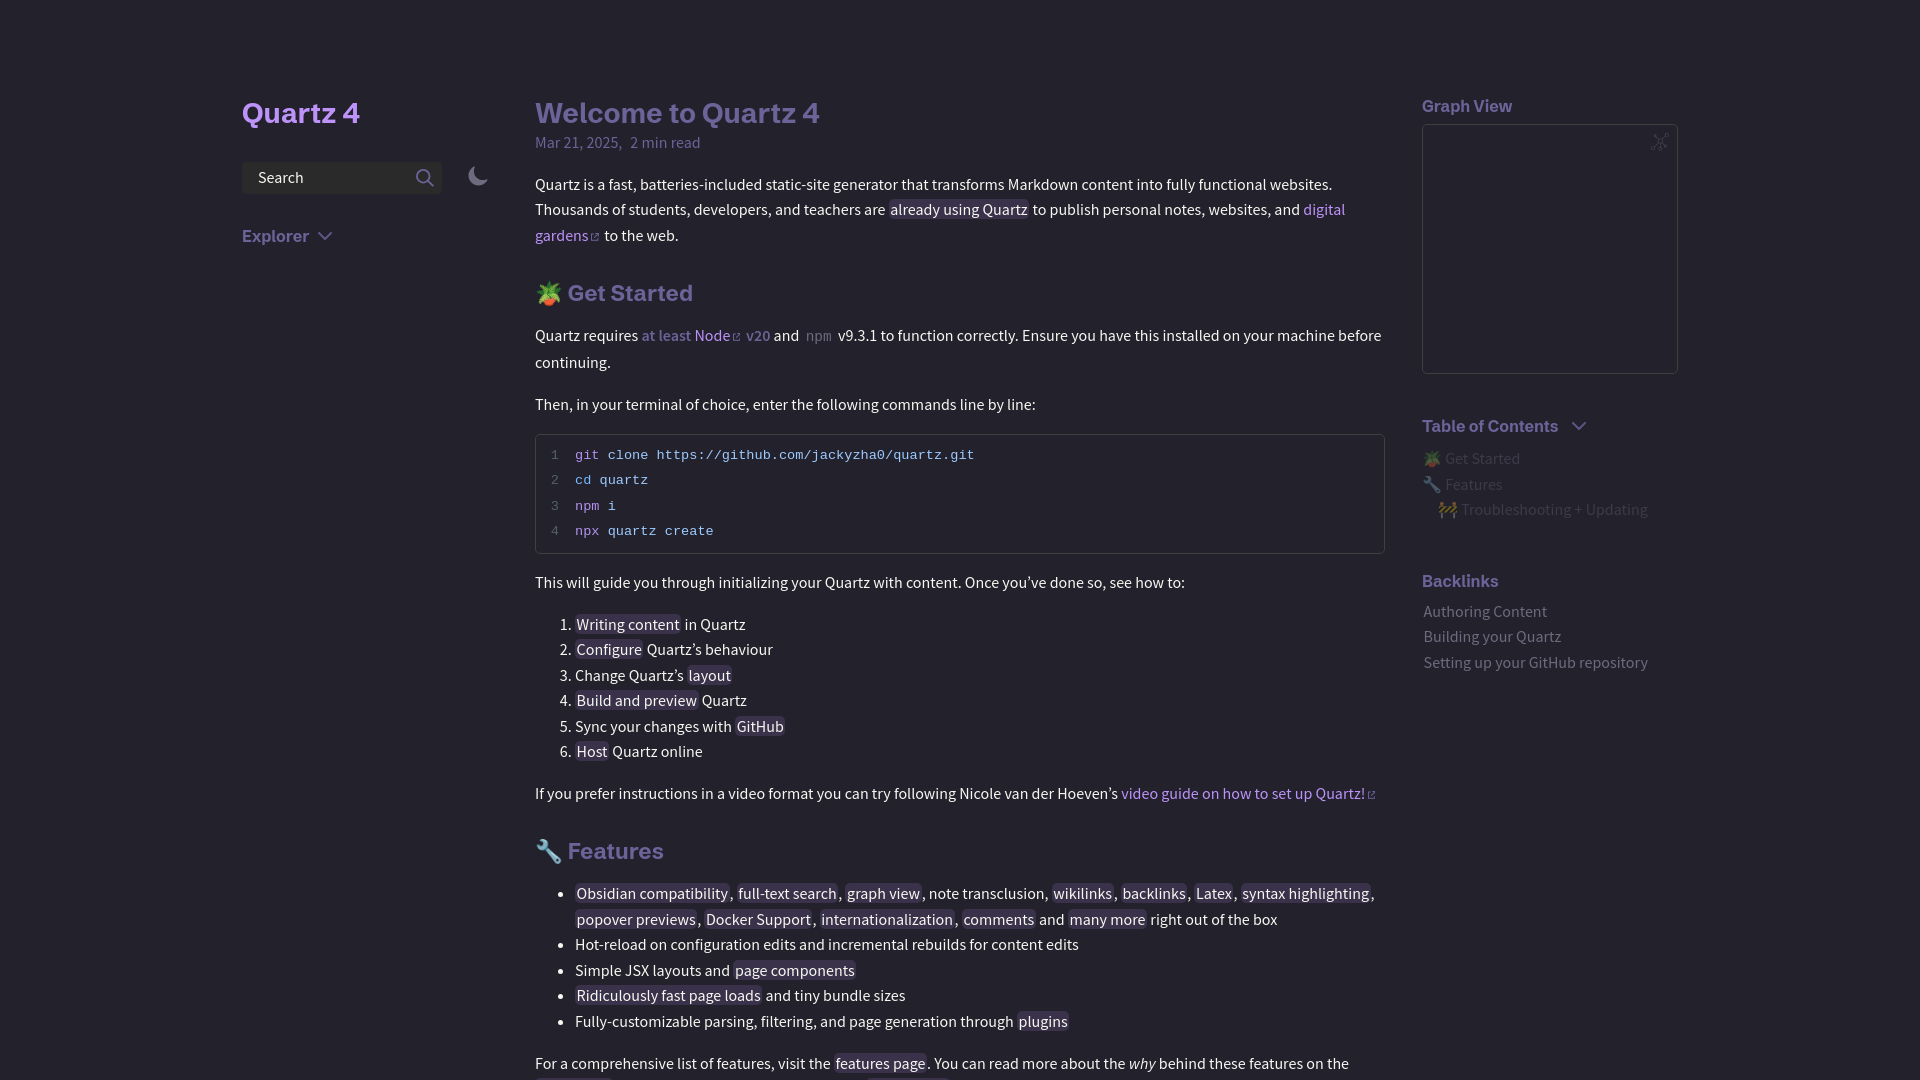 Quartz 4
Search
Explorer
Welcome to Quartz 4
Mar 21, 2025, 2 min read
Quartz is a fast, batteries-included static-site generator that transforms Markdown content into fully functional websites.
Thousands of students, developers, and teachers are already using Quartz to publish personal notes, websites, and digital
gardens to the web.
🪴 Get Started
Quartz requires at least Node v20 and npm v9.3.1 to function correctly. Ensure you have this installed on your machine before
continuing.
Then, in your terminal of choice, enter the following commands line by line:
1 git clone https://github.com/jackyzha0/quartz.git
2 cd quartz
3 npm i
4 npx quartz create
This will guide you through initializing your Quartz with content. Once you’ve done so, see how to:
1. Writing content in Quartz
2. Configure Quartz’s behaviour
3. Change Quartz’s layout
4. Build and preview Quartz
5. Sync your changes with GitHub
6. Host Quartz online
If you prefer instructions in a video format you can try following Nicole van der Hoeven’s video guide on how to set up Quartz!
🔧 Features
• Obsidian compatibility, full-text search, graph view, note transclusion, wikilinks, backlinks, Latex, syntax highlighting,
popover previews, Docker Support, internationalization, comments and many more right out of the box
• Hot-reload on configuration edits and incremental rebuilds for content edits
• Simple JSX layouts and page components
• Ridiculously fast page loads and tiny bundle sizes
• Fully-customizable parsing, filtering, and page generation through plugins
For a comprehensive list of features, visit the features page. You can read more about the why behind these features on the
Graph View
Table of Contents
🪴 Get Started
🔧 Features
🚧 Troubleshooting + Updating
Backlinks
Authoring Content
Building your Quartz
Setting up your GitHub repository